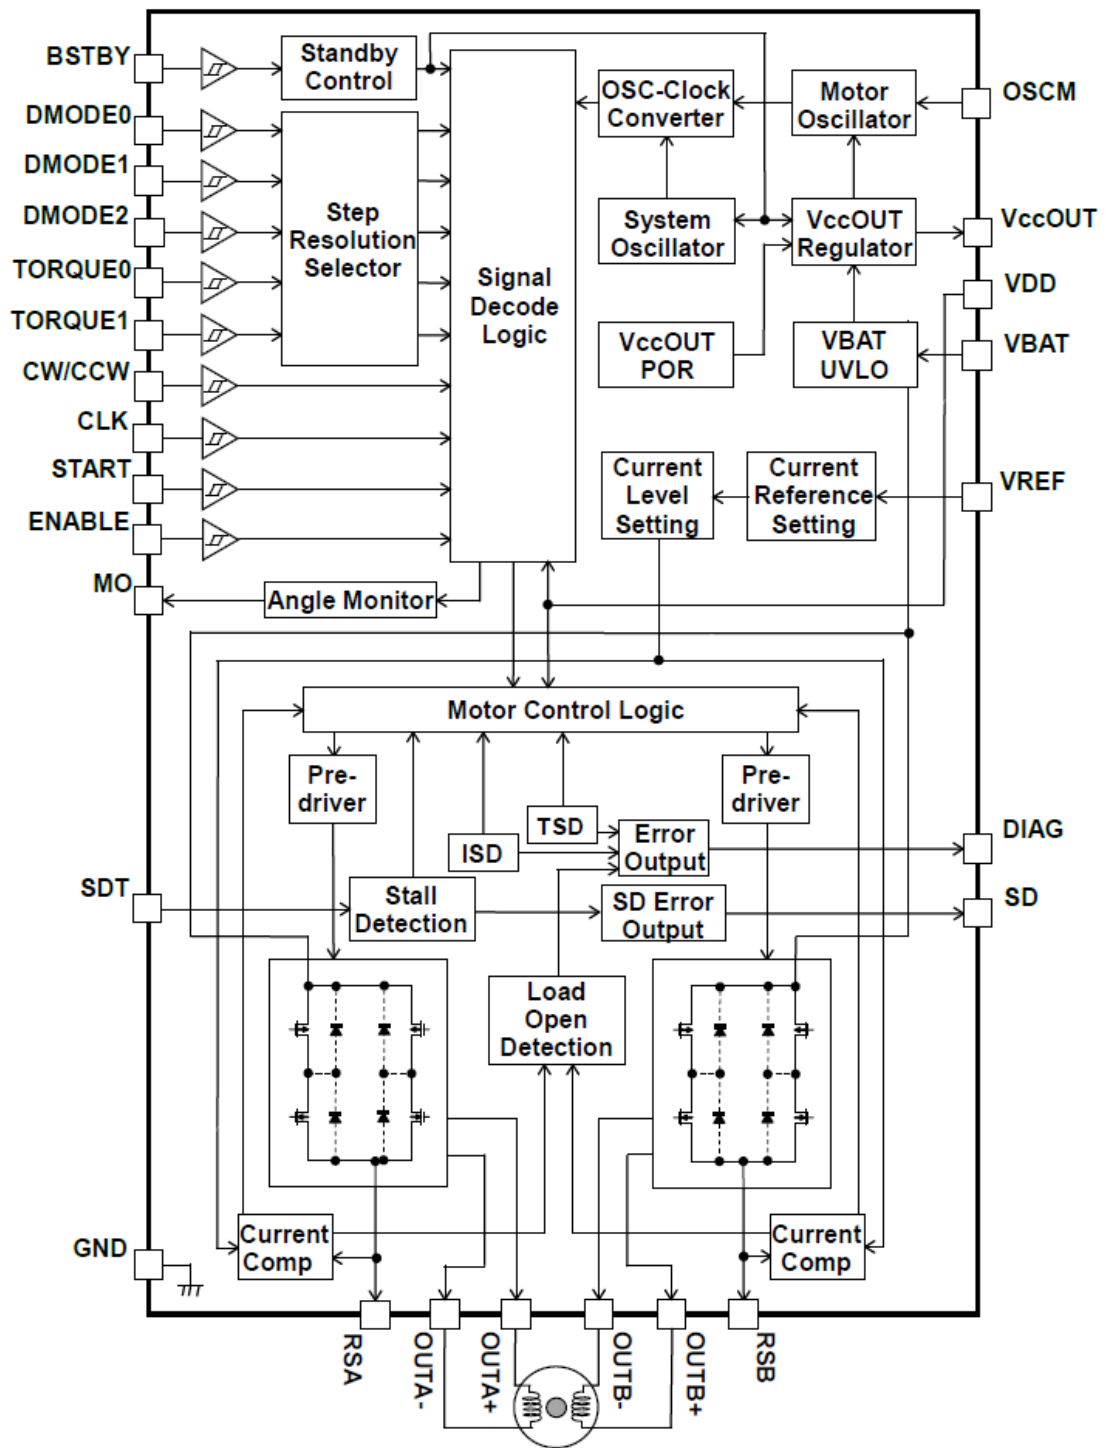 BSTBY
DMODE0
DMODE1
DMODE2
TORQUE0
TORQUE1
CW/CCW
CLK
START
ENABLE
MO
SDT
GND
Standby
Control
Step
Resolution
Selector
Signal
Decode
Logic
OSC-Clock
Converter
Motor
Oscillator
System
Oscillator
VccOUT
Regulator
VccOUT
POR
VBAT
UVLO
Current
Level
Setting
Current
Reference
Setting
Angle Monitor
OSCM
VccOUT
VDD
VBAT
VREF
DIAG
SD
Motor Control Logic
Pre-
driver
Pre-
driver
TSD
ISD
Error
Output
Stall
Detection
SD Error
Output
Load
Open
Detection
Current
Comp
Current
Comp
RSA
OUTA-
OUTA+
OUTB-
OUTB+
RSB